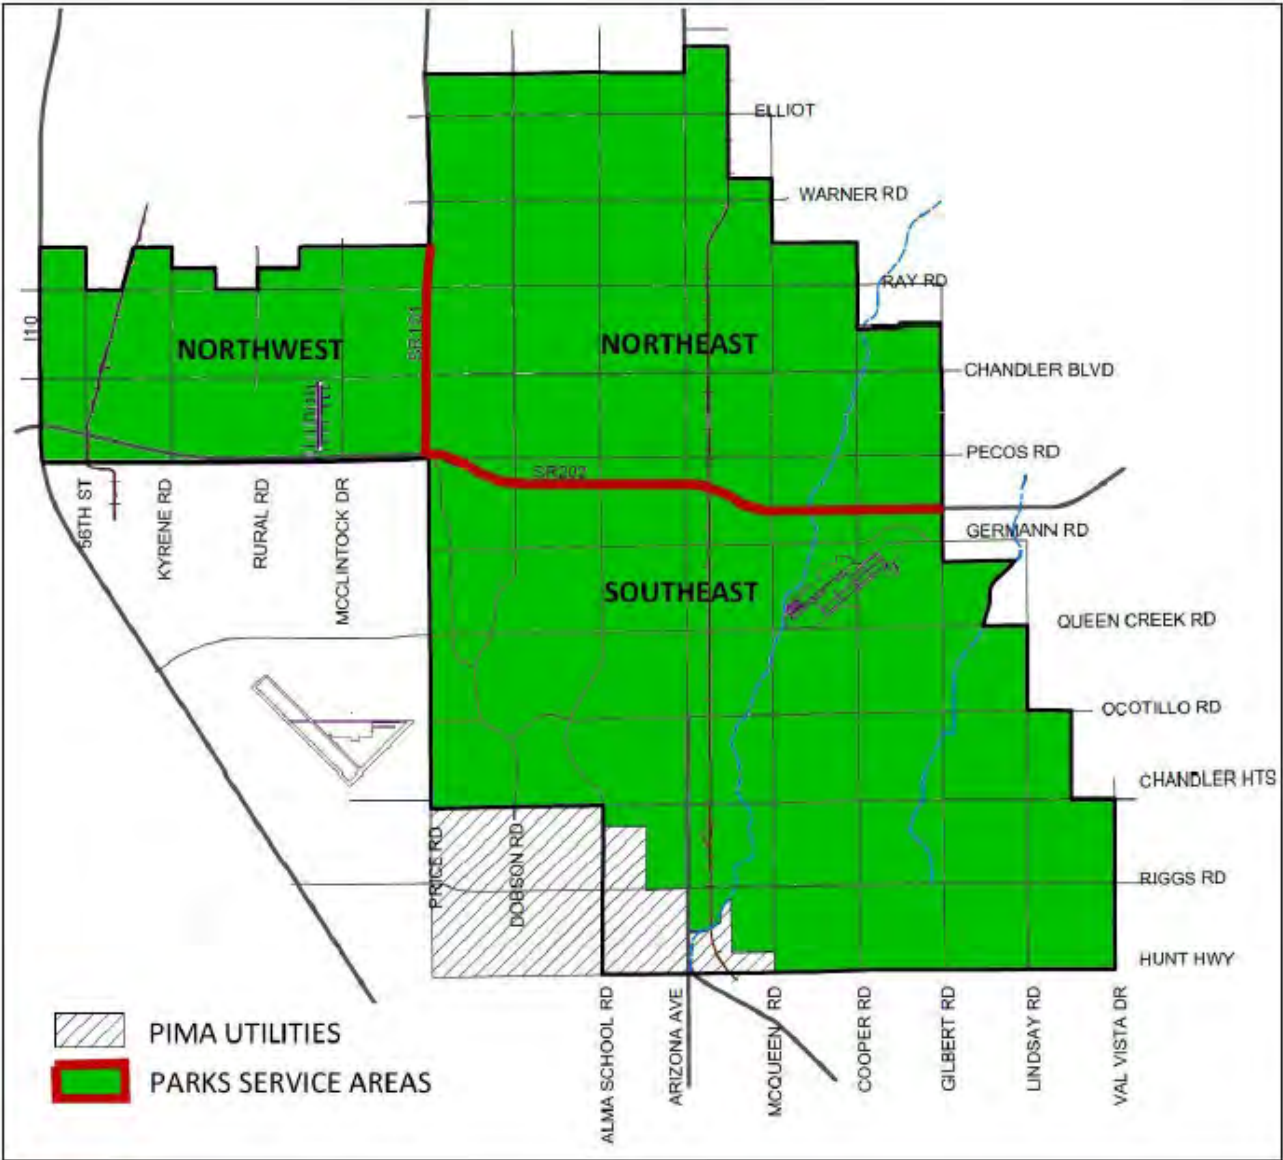 ELLIOT
WARNER RD
RAY RD
I10
NORTHWEST
SR101
NORTHEAST
CHANDLER BLVD
PECOS RD
SR202
56TH ST
KYRENE RD
RURAL RD
MCCLINTOCK DR
GERMANN RD
SOUTHEAST
QUEEN CREEK RD
OCOTILLO RD
CHANDLER HTS
PRICE RD
DOBSON RD
RIGGS RD
HUNT HWY
ALMA SCHOOL RD
ARIZONA AVE
MCQUEEN RD
COOPER RD
GILBERT RD
LINDSAY RD
VAL VISTA DR
PIMA UTILITIES
PARKS SERVICE AREAS